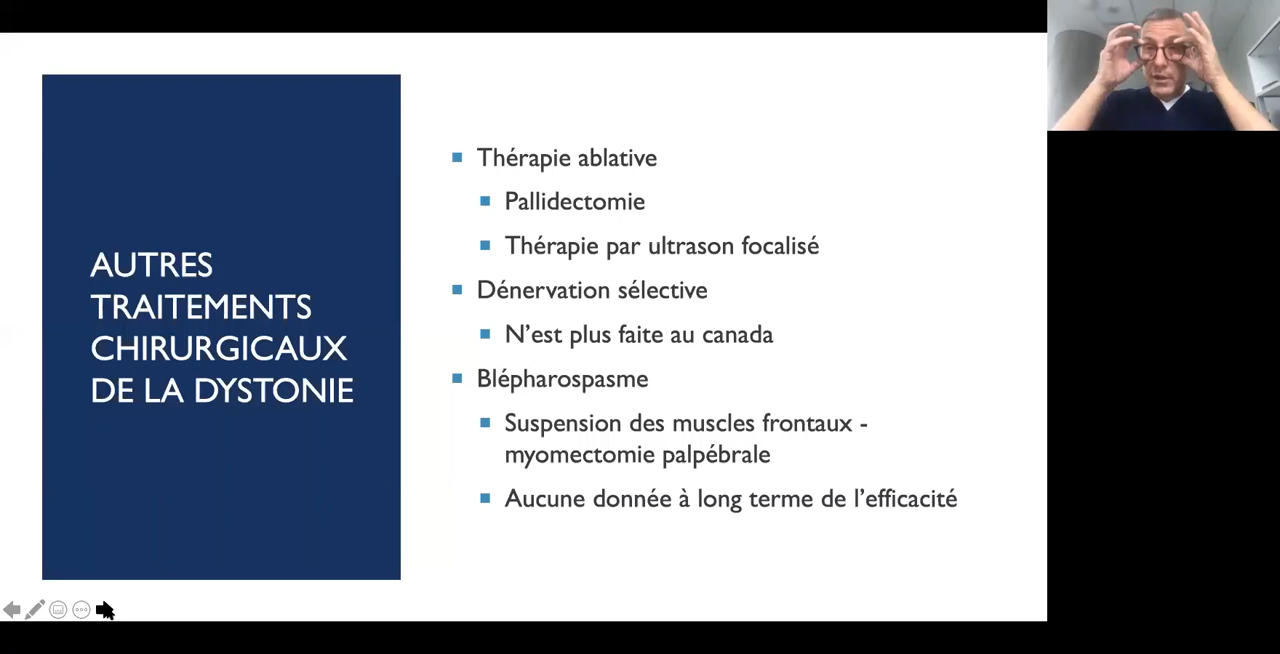 AUTRES
TRAITEMENTS
CHIRURGICAUX
DE LA DYSTONIE
Thérapie ablative
Pallidectomie
Thérapie par ultrason focalisé
Dénervation sélective
N'est plus faite au canada
Blépharospasme
Suspension des muscles frontaux -
myomectomie palpébrale
Aucune donnée à long terme de l'efficacité